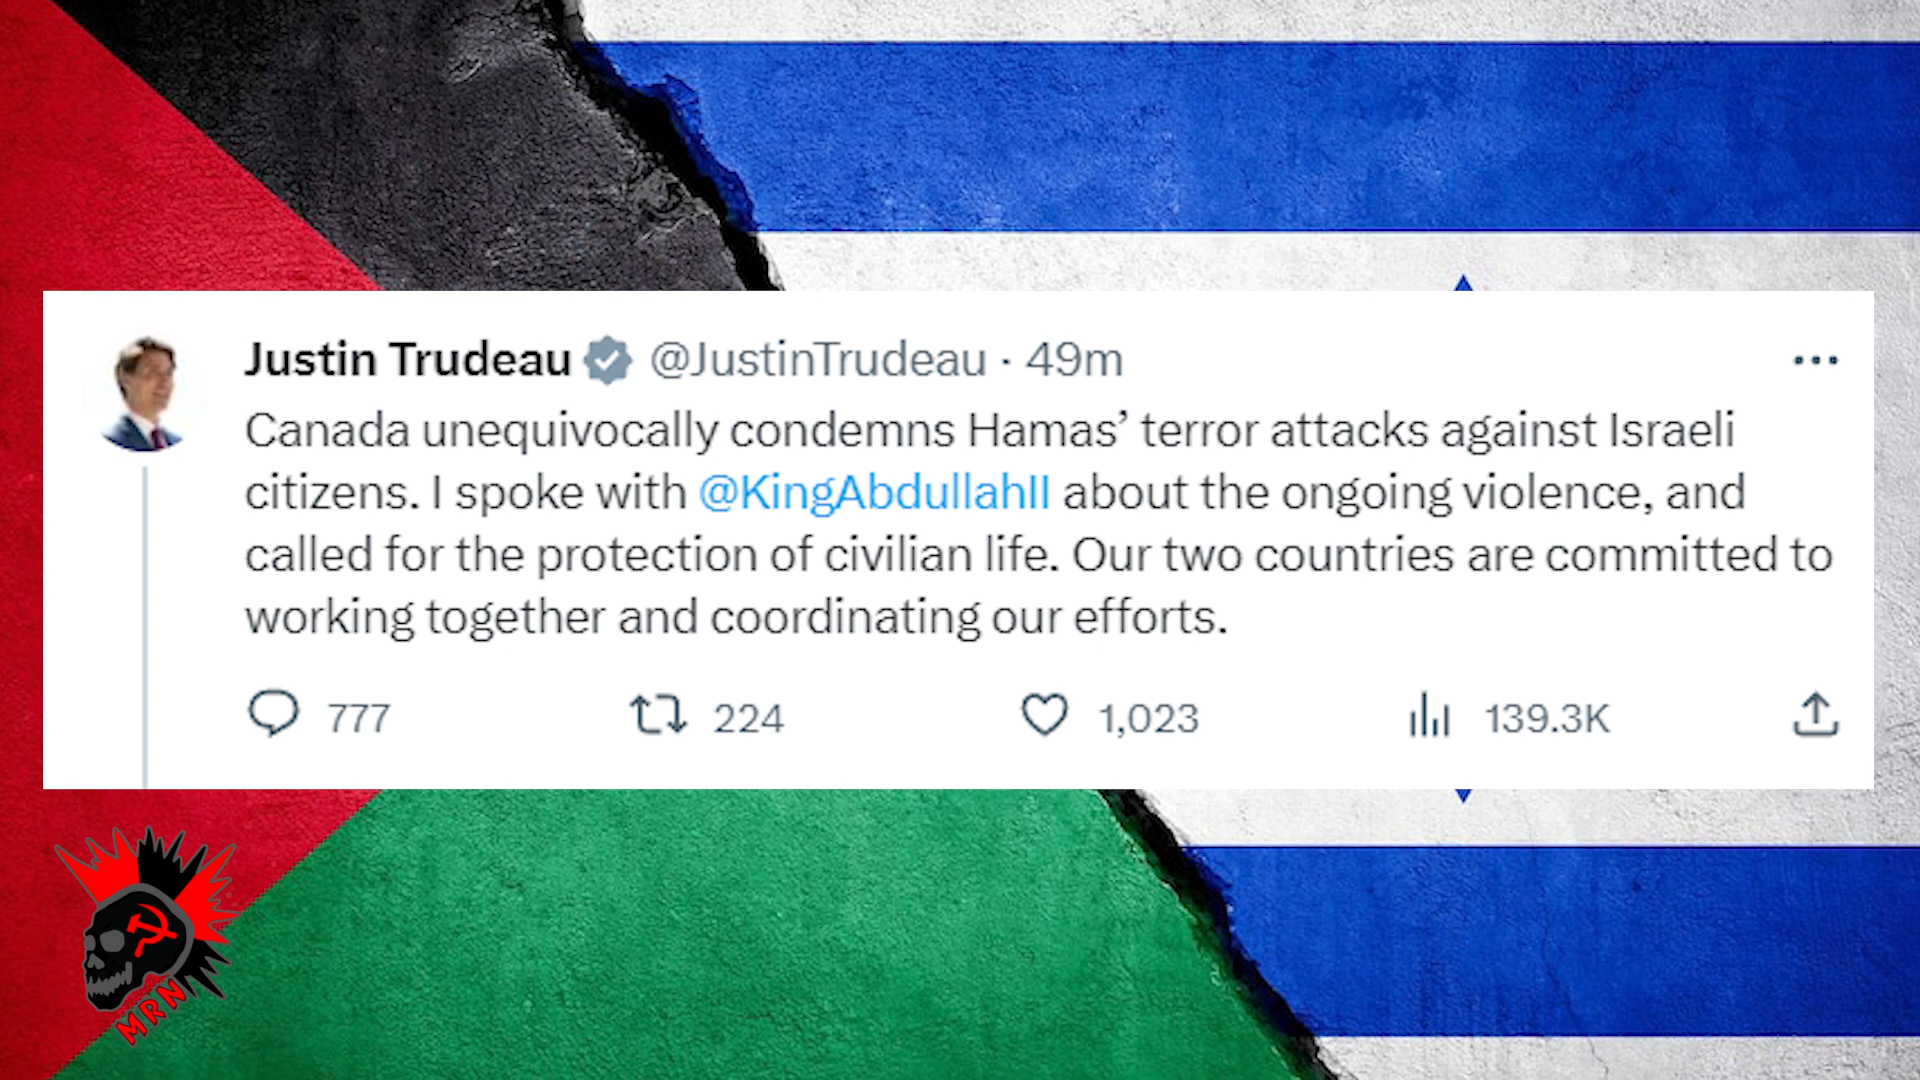 Justin Trudeau @JustinTrudeau · 49m
Canada unequivocally condemns Hamas’ terror attacks against Israeli
citizens. I spoke with @KingAbdullahII about the ongoing violence, and
called for the protection of civilian life. Our two countries are committed to
working together and coordinating our efforts.
777 224 1,023 139.3K
MRN